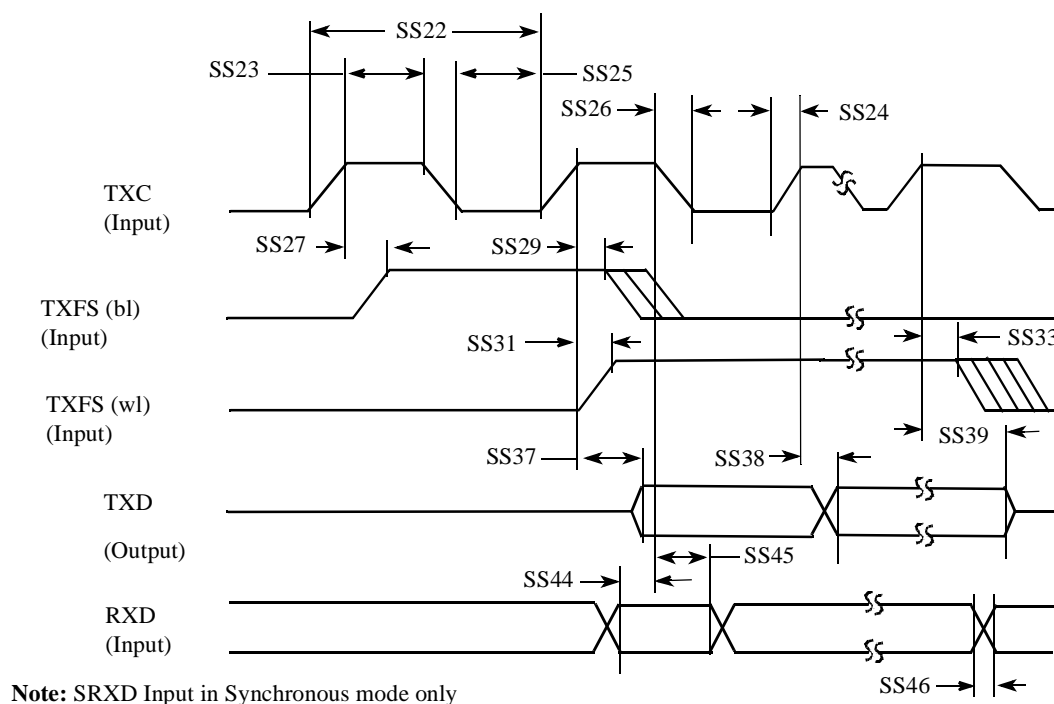 SS22
SS23
SS25
SS26
SS24
TXC
(Input)
SS27
SS29
TXFS (bl)
(Input)
SS31
SS33
TXFS (wl)
(Input)
SS39
SS37
SS38
TXD
(Output)
SS45
SS44
RXD
(Input)
SS46
Note: SRXD Input in Synchronous mode only